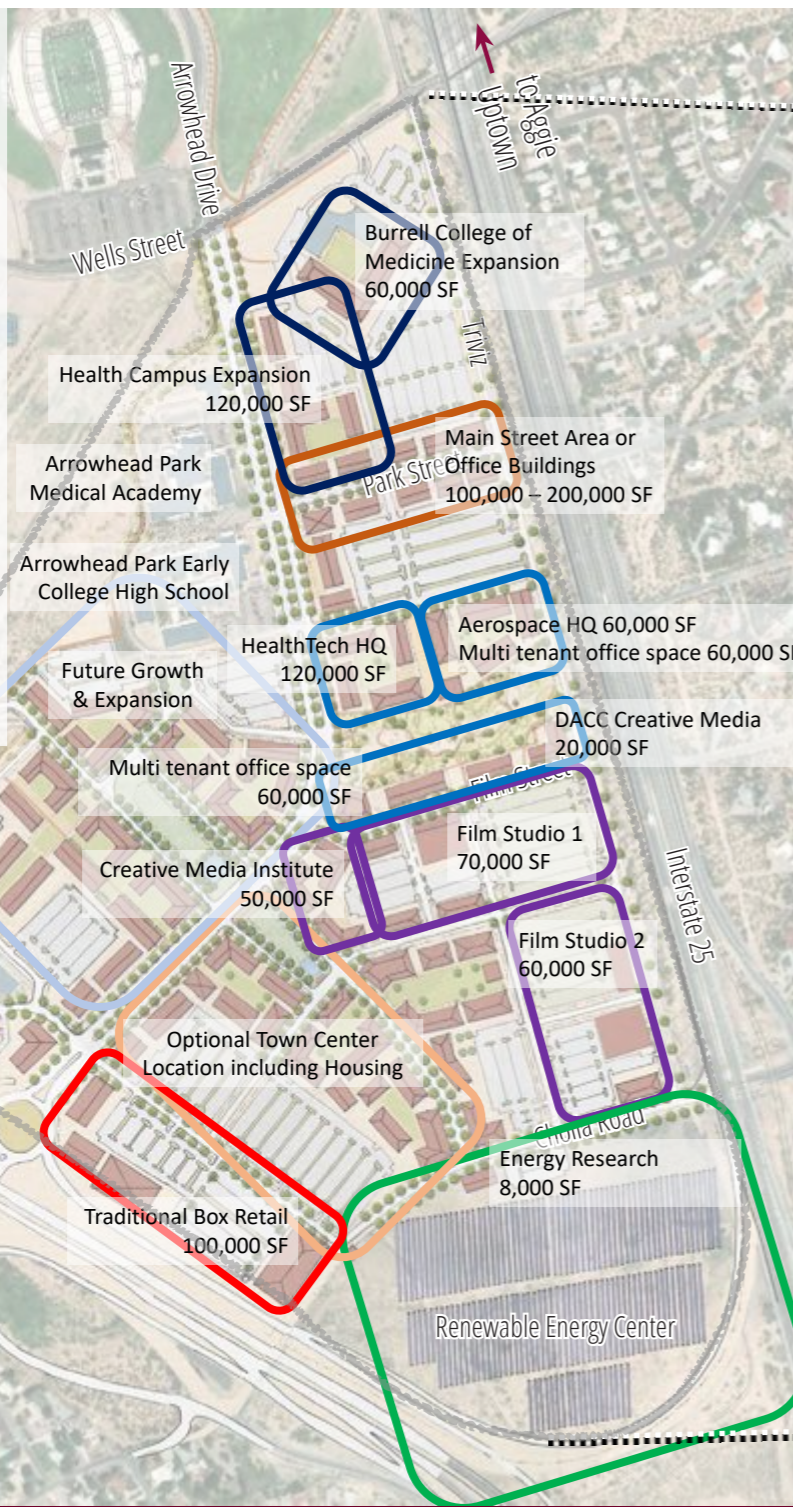 to Aggie
Uptown
Arrowhead Drive
Wells Street
Burrell College of
Medicine Expansion
60,000 SF
Triviz
Health Campus Expansion
120,000 SF
Main Street Area or
Office Buildings
100,000 – 200,000 SF
Park Street
Arrowhead Park
Medical Academy
Arrowhead Park Early
College High School
HealthTech HQ
120,000 SF
Aerospace HQ 60,000 SF
Multi tenant office space 60,000 SF
Future Growth
& Expansion
DACC Creative Media
20,000 SF
Multi tenant office space
60,000 SF
Film Street
Film Studio 1
70,000 SF
Creative Media Institute
50,000 SF
Interstate 25
Film Studio 2
60,000 SF
Optional Town Center
Location including Housing
Cholla Road
Energy Research
8,000 SF
Traditional Box Retail
100,000 SF
Renewable Energy Center